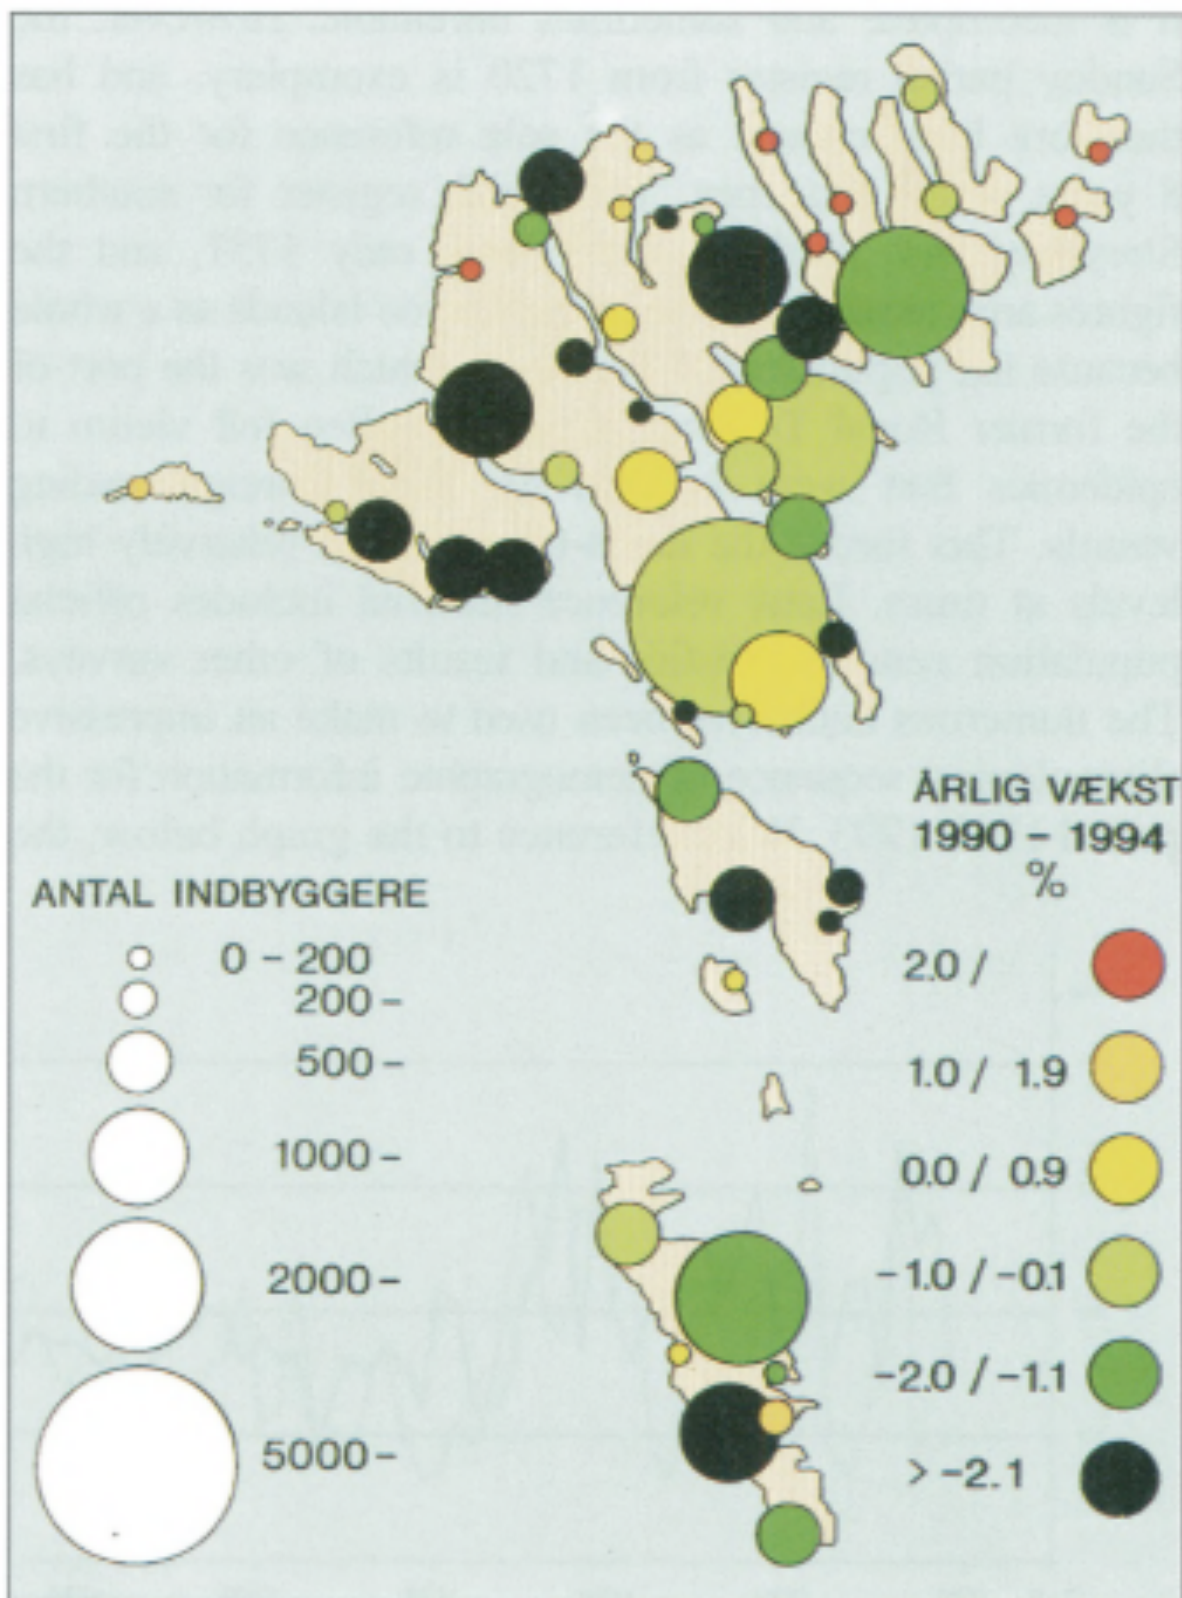 ÅRLIG VÆKST
1990 – 1994
%
2.0 /
1.0 / 1.9
0.0 / 0.9
-1.0 / -0.1
-2.0 / -1.1
> -2.1
ANTAL INDBYGGERE
0 – 200
200 –
500 –
1000 –
2000 –
5000 –